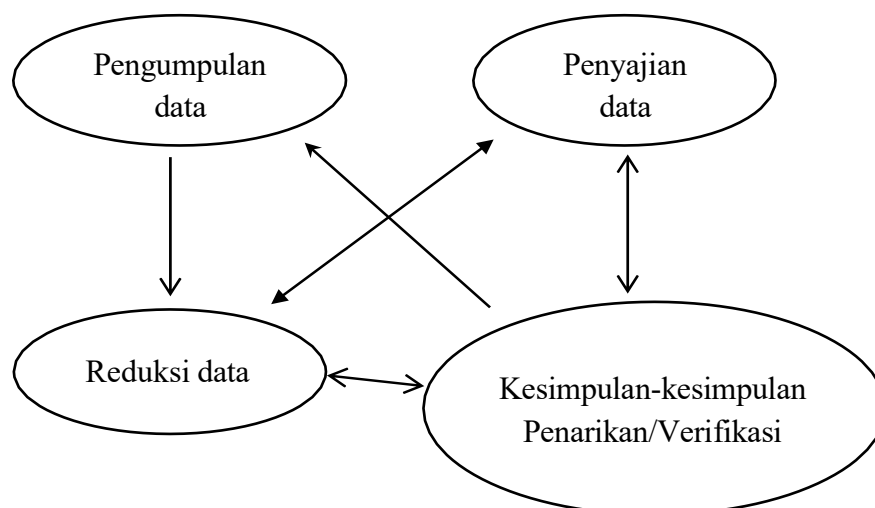 Pengumpulan
data
Penyajian
data
Reduksi data
Kesimpulan-kesimpulan
Penarikan/Verifikasi